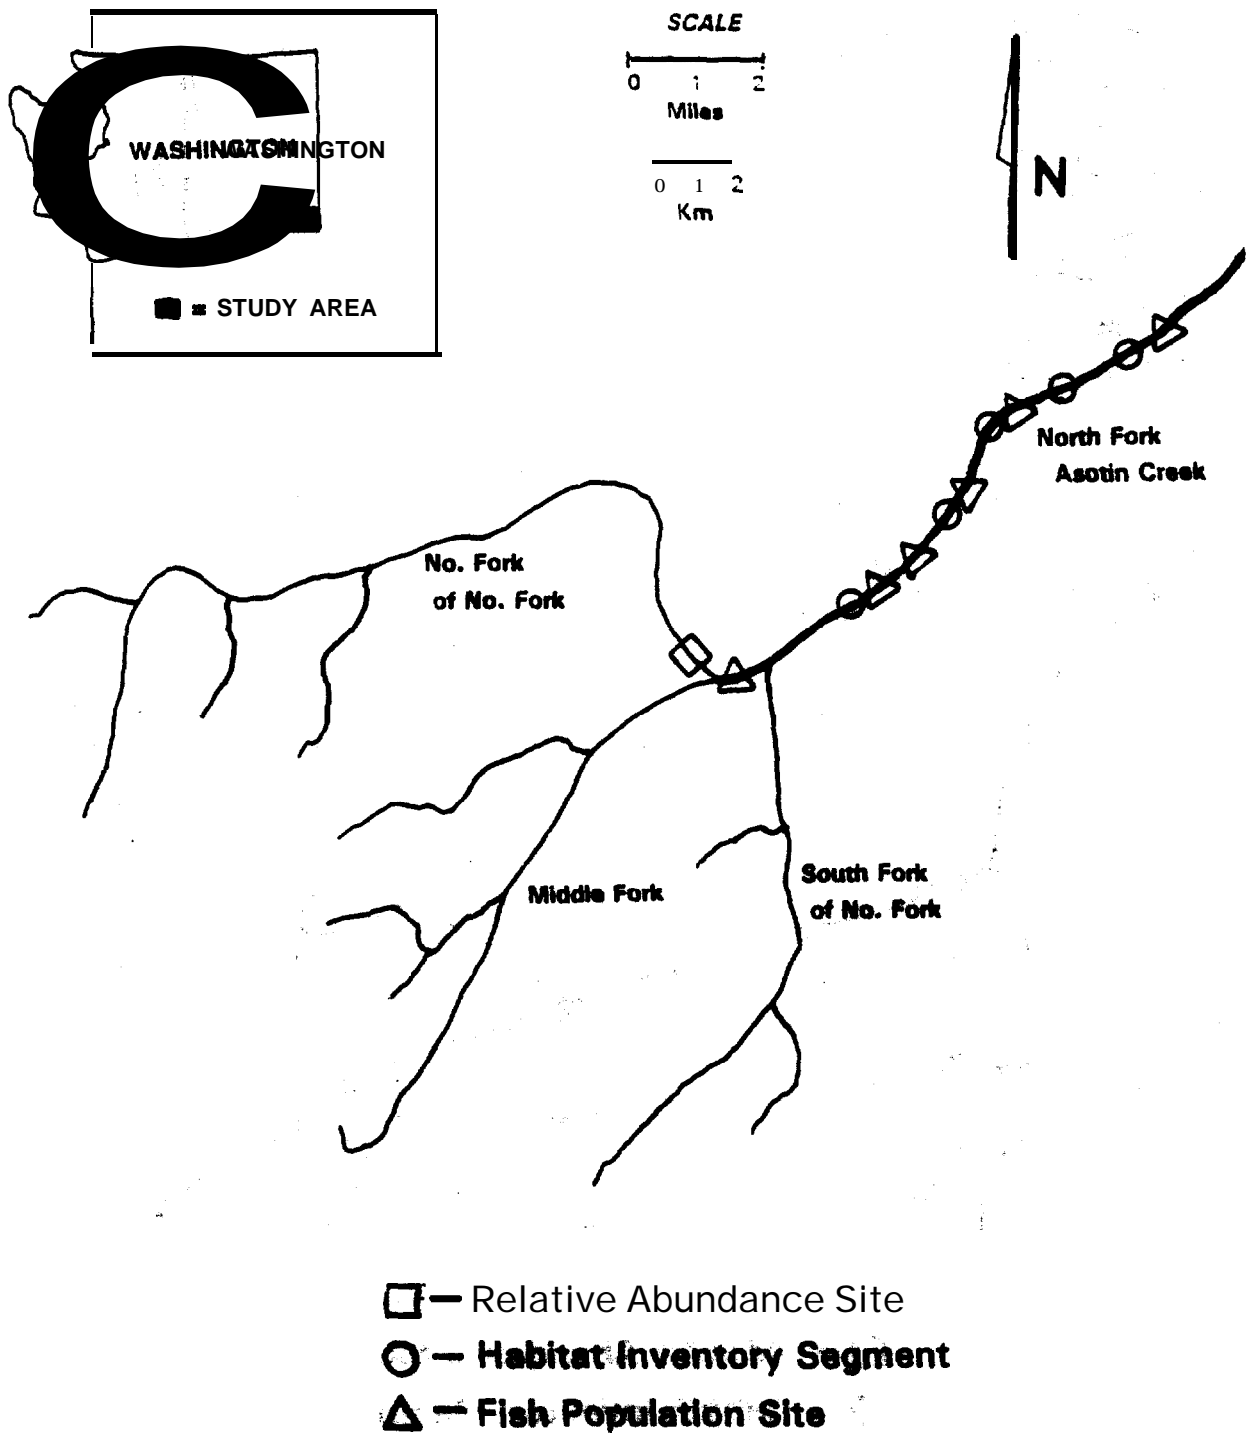 SCALE
0 1 2
Miles
0 1 2
Km
N
WASHINGTON
WASHINGTON
= STUDY AREA
North Fork
Asotin Creek
No. Fork
of No. Fork
Middle Fork
South Fork
of No. Fork
— Relative Abundance Site
— Habitat Inventory Segment
— Fish Population Site